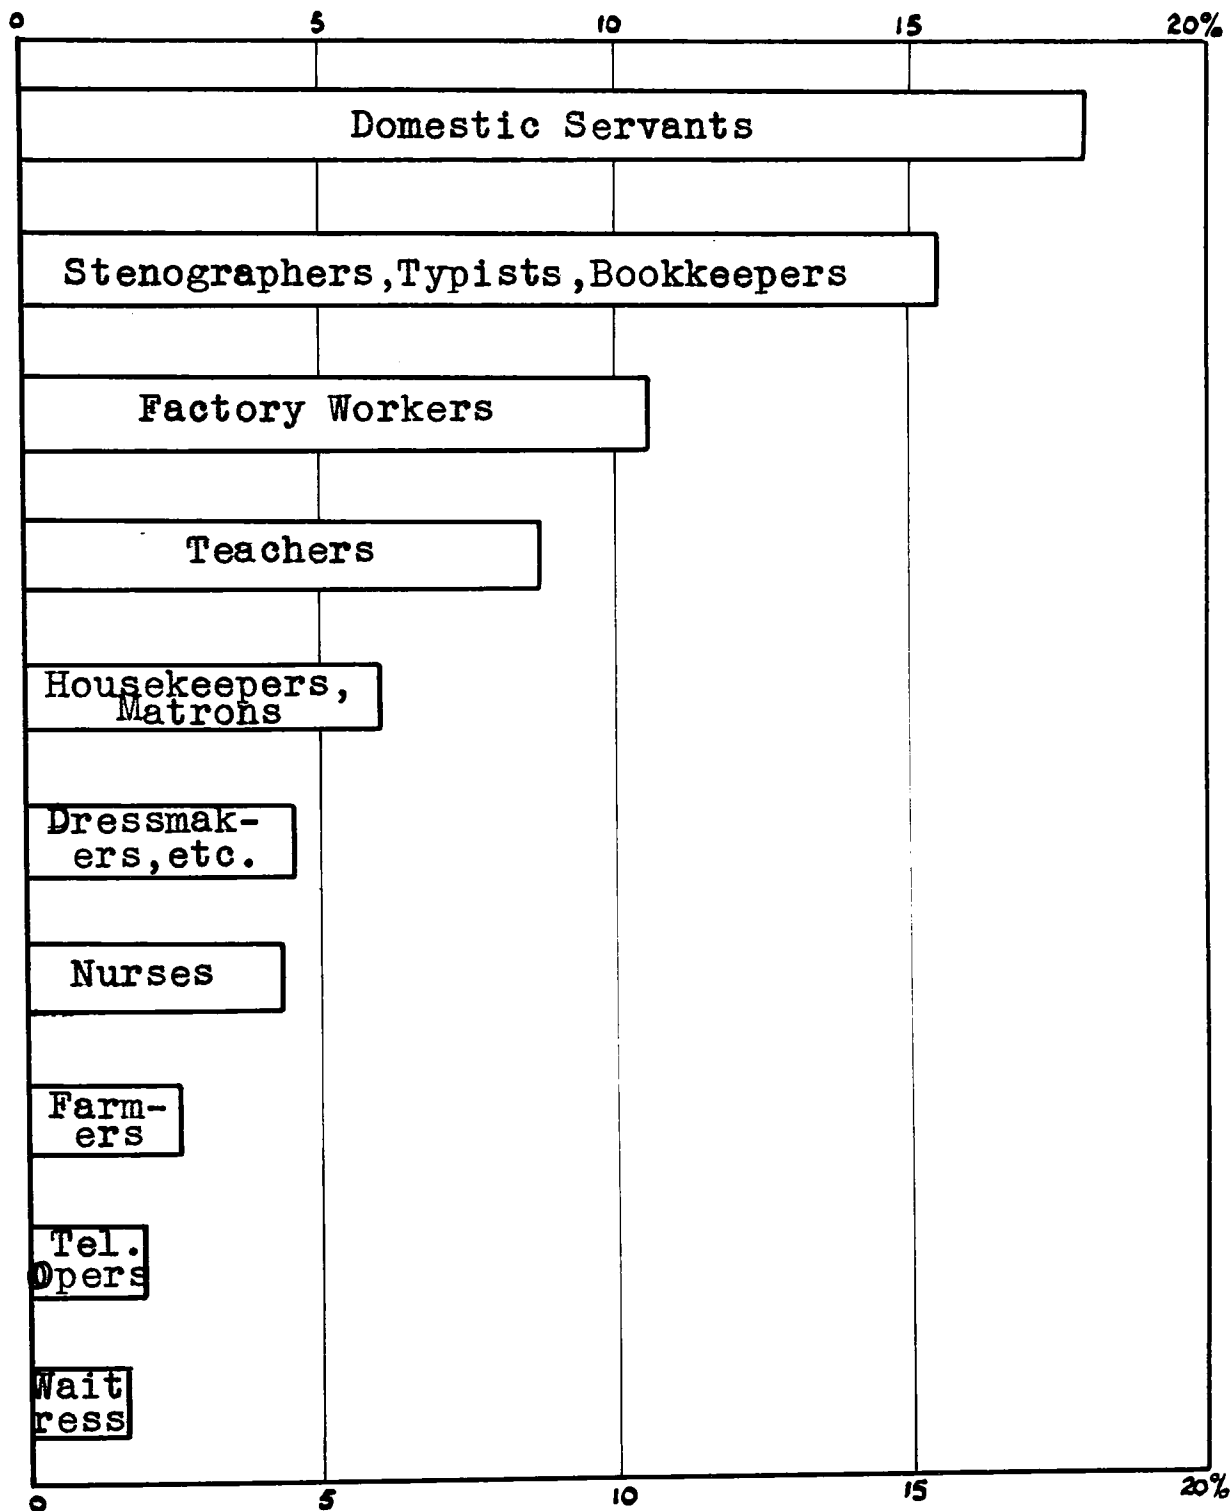 0 5 10 15 20%
Domestic Servants
Stenographers,Typists,Bookkeepers
Factory Workers
Teachers
Housekeepers,
Matrons
Dressmak-
ers,etc.
Nurses
Farm-
ers
Tel.
Opers
Wait
ress
0 5 10 15 20%